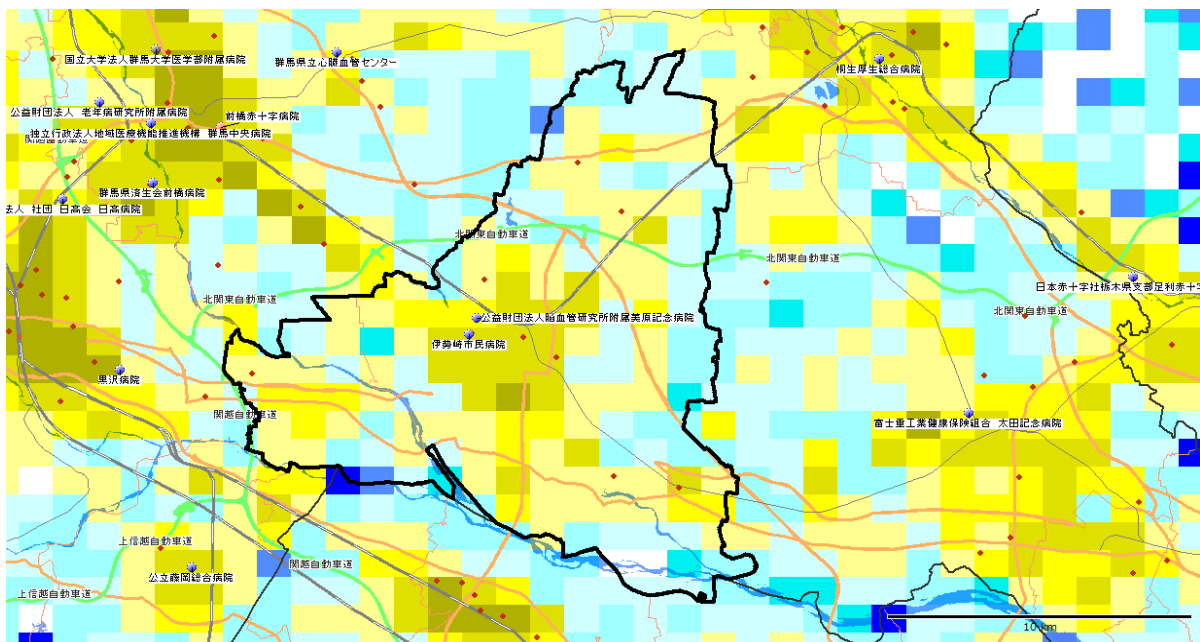 国立大学法人群馬大学医学部附属病院
群馬県立心臓血管センター
桐生厚生総合病院
公益財団法人 老年病研究所附属病院
前橋赤十字病院
独立行政法人地域医療機能推進機構 群馬中央病院
関越自動車道
群馬県済生会前橋病院
法人 社団 日高会 日高病院
北関東自動車道
北関東自動車道
日本赤十字社栃木県支部足利赤十字
北関東自動車道
北関東自動車道
公益財団法人脳血管研究所附属美原記念病院
伊勢崎市民病院
黒沢病院
関越自動車道
富士重工業健康保険組合 太田記念病院
上信越自動車道
関越自動車道
公立藤岡総合病院
上信越自動車道
10 km